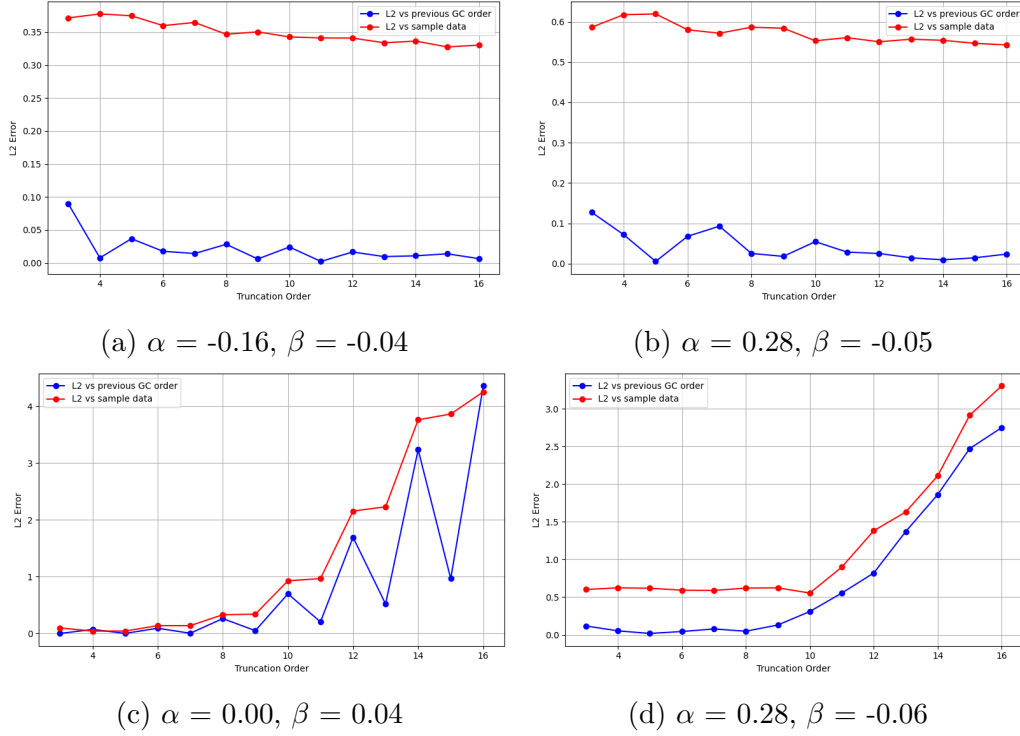 L2 vs previous GC order
L2 vs sample data
0.35
0.30
0.25
0.20
0.15
0.10
0.05
0.00
L2 Error
4
6
8
10
12
14
16
Truncation Order
(a) α = -0.16, β = -0.04
L2 vs previous GC order
L2 vs sample data
0.6
0.5
0.4
0.3
0.2
0.1
0.0
L2 Error
4
6
8
10
12
14
16
Truncation Order
(b) α = 0.28, β = -0.05
L2 vs previous GC order
L2 vs sample data
4
3
2
1
0
L2 Error
4
6
8
10
12
14
16
Truncation Order
(c) α = 0.00, β = 0.04
L2 vs previous GC order
L2 vs sample data
3.0
2.5
2.0
1.5
1.0
0.5
0.0
L2 Error
4
6
8
10
12
14
16
Truncation Order
(d) α = 0.28, β = -0.06